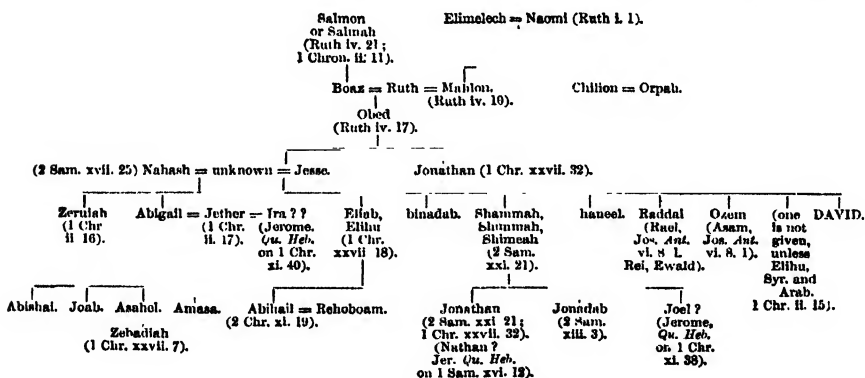 Salmon
or Salmah
(Ruth iv. 21;
1 Chron. ii. 11).
Elimelech = Naomi (Ruth i. 1).
Boaz = Ruth = Mahlon.
(Ruth iv. 10).
Chilion = Orpah.
Obed
(Ruth iv. 17).
(2 Sam. xvii. 25) Nahash = unknown = Jesse.
Jonathan (1 Chr. xxvii. 32).
Zeruiah
(1 Chr
ii 16).
Abigail = Jether = Ira ? ?
(1 Chr.
ii. 17).
(Jerome.
Qu. Heb.
on 1 Chr.
xi. 40).
Eliab,
Elihu
(1 Chr.
xxvii 18).
binadab.
Shammah,
Shimmah,
Shimeah
(2 Sam.
xxi. 21).
haneel.
Raddai
(Rael,
Jos. Ant.
vi. 8 1.
Rei, Ewald).
Ozem
(Asam,
Jos. Ant.
vi. 8. 1).
(one
is not
given,
unless
Elihu,
Syr. and
Arab.
1 Chr. ii. 15).
DAVID.
Abishai.
Joab.
Asahel.
Amasa.
Zebadiah
(1 Chr. xxvii. 7).
Abihail = Rehoboam.
(2 Chr. xi. 19).
Jonathan
(2 Sam. xxi 21;
1 Chr. xxvii. 32).
(Nathan ?
Jer. Qu. Heb.
on 1 Sam. xvi. 12).
Jonadab
(2 Sam.
xiii. 3).
Joel ?
(Jerome,
Qu. Heb.
on 1 Chr.
xi. 38).